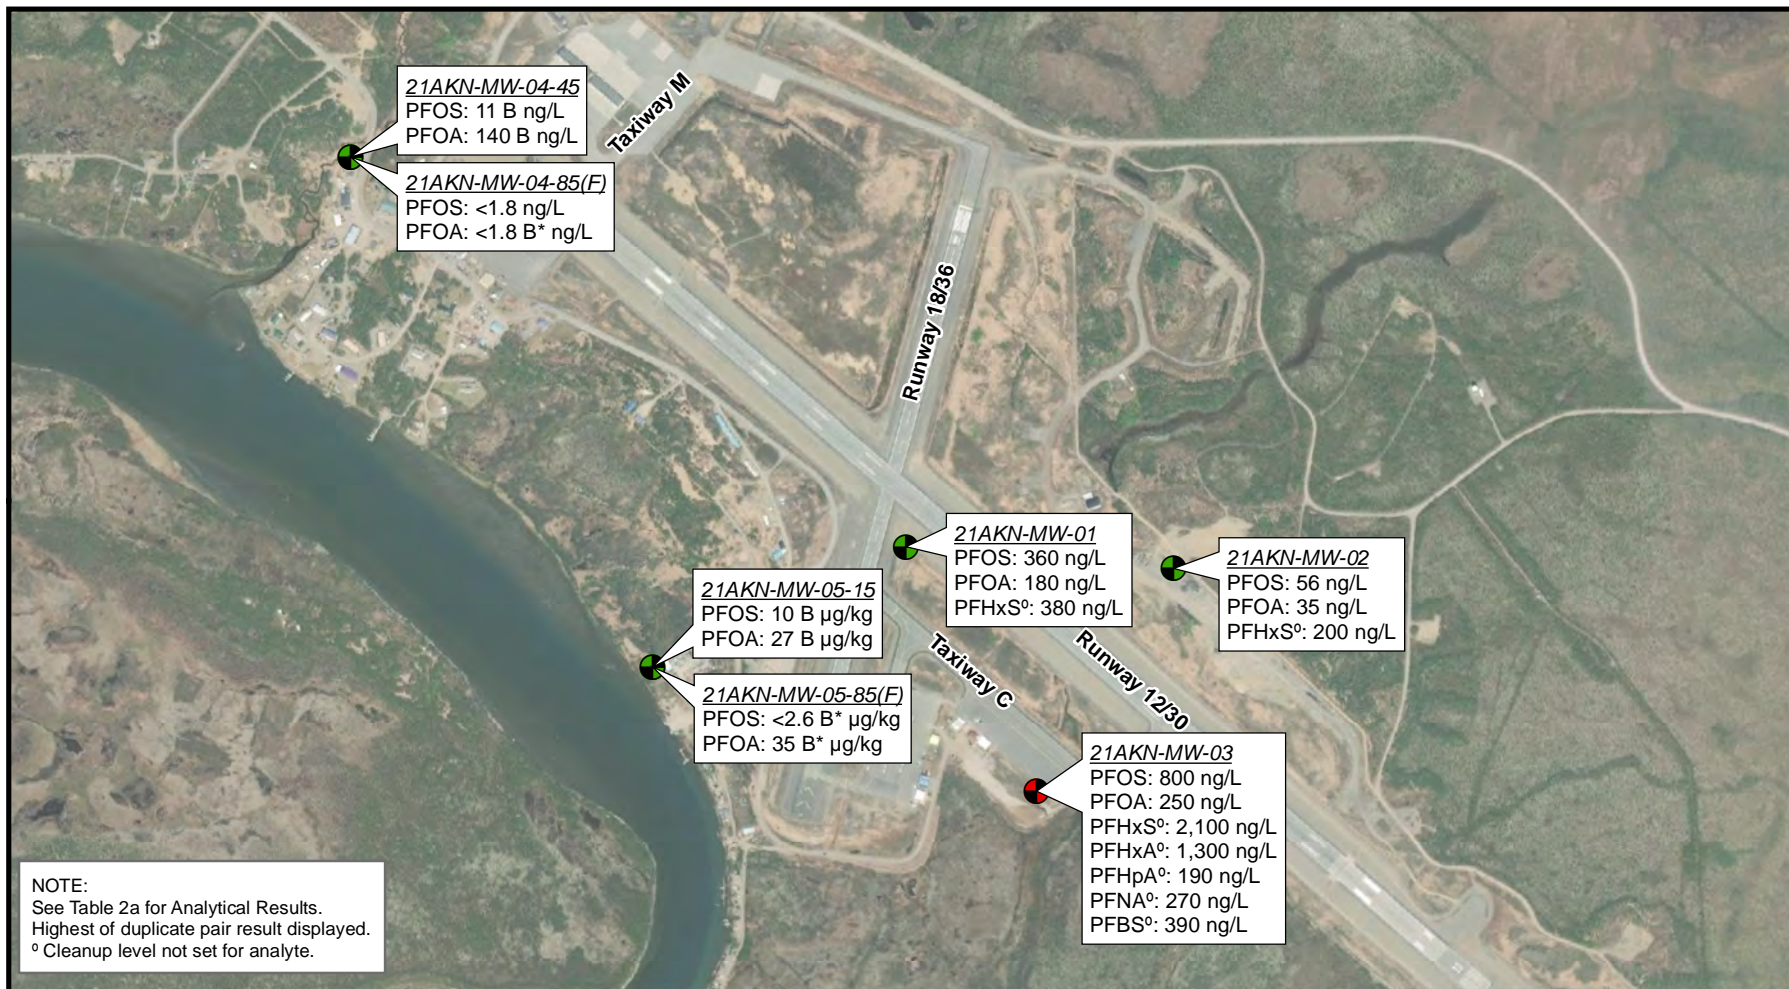 21AKN-MW-04-45
PFOS: 11 B ng/L
PFOA: 140 B ng/L
21AKN-MW-04-85(F)
PFOS: <1.8 ng/L
PFOA: <1.8 B* ng/L
Taxiway M
Runway 18/36
21AKN-MW-01
PFOS: 360 ng/L
PFOA: 180 ng/L
PFHxS⁰: 380 ng/L
21AKN-MW-02
PFOS: 56 ng/L
PFOA: 35 ng/L
PFHxS⁰: 200 ng/L
21AKN-MW-05-15
PFOS: 10 B µg/kg
PFOA: 27 B µg/kg
21AKN-MW-05-85(F)
PFOS: <2.6 B* µg/kg
PFOA: 35 B* µg/kg
Taxiway C
Runway 12/30
21AKN-MW-03
PFOS: 800 ng/L
PFOA: 250 ng/L
PFHxS⁰: 2,100 ng/L
PFHxA⁰: 1,300 ng/L
PFHpA⁰: 190 ng/L
PFNA⁰: 270 ng/L
PFBS⁰: 390 ng/L
NOTE:
See Table 2a for Analytical Results.
Highest of duplicate pair result displayed.
⁰ Cleanup level not set for analyte.